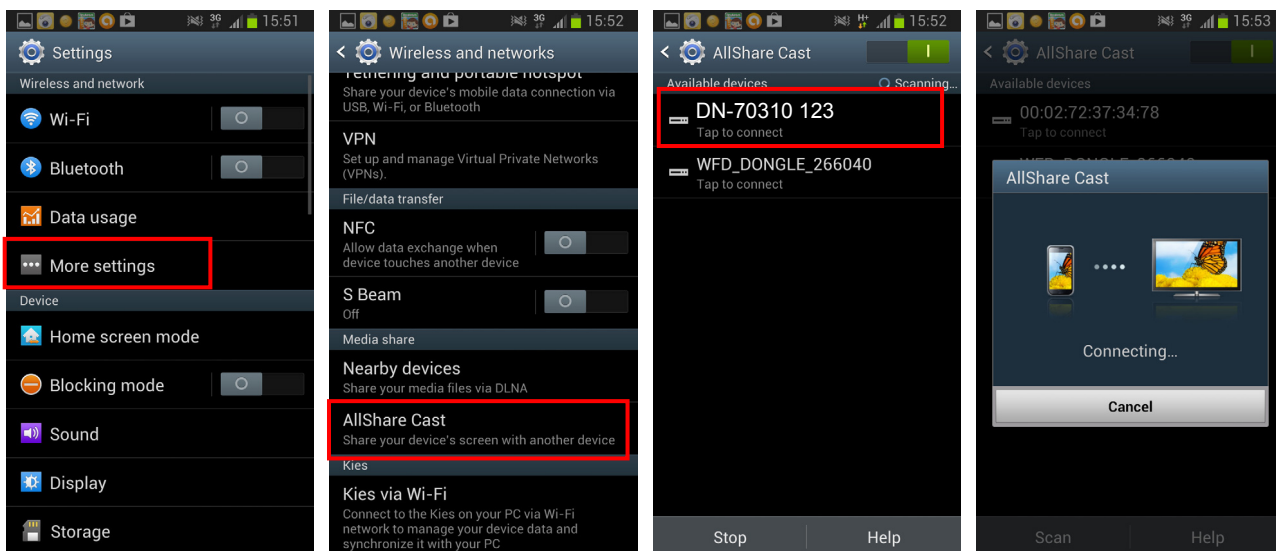 15:51
Settings
Wireless and network
Wi-Fi
Bluetooth
Data usage
More settings
Device
Home screen mode
Blocking mode
Sound
Display
Storage
3G
15:52
Wireless and networks
Tethering and portable hotspot
Share your device's mobile data connection via
USB, Wi-Fi, or Bluetooth
VPN
Set up and manage Virtual Private Networks
(VPNs).
File/data transfer
NFC
Allow data exchange when
device touches another device
S Beam
Off
Media share
Nearby devices
Share your media files via DLNA
AllShare Cast
Share your device's screen with another device
Kies
Kies via Wi-Fi
Connect to the Kies on your PC via Wi-Fi
network to manage your device data and
synchronize it with your PC
H+
15:52
AllShare Cast
Available devices
Scanning...
DN-70310 123
Tap to connect
WFD_DONGLE_266040
Tap to connect
Stop
Help
3G
15:53
AllShare Cast
Available devices
00:02:72:37:34:78
Tap to connect
AllShare Cast
Connecting...
Cancel
Scan
Help